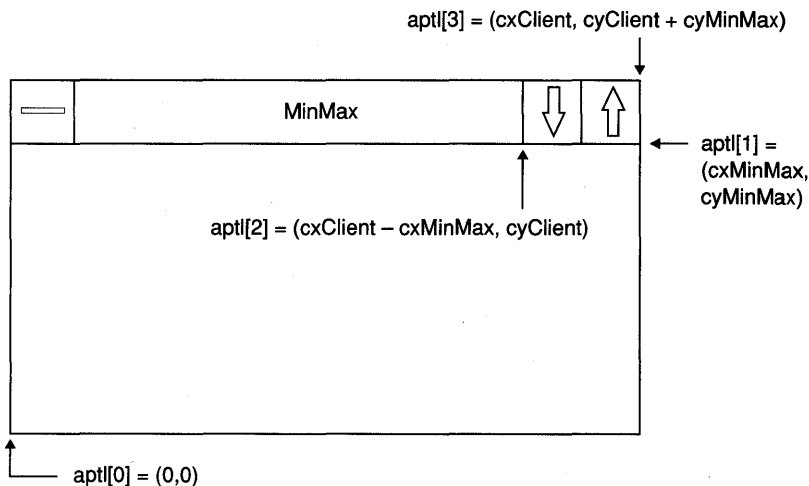 aptl[3] = (cxClient, cyClient + cyMinMax)
MinMax
aptl[1] =
(cxMinMax,
cyMinMax)
aptl[2] = (cxClient – cxMinMax, cyClient)
aptl[0] = (0,0)